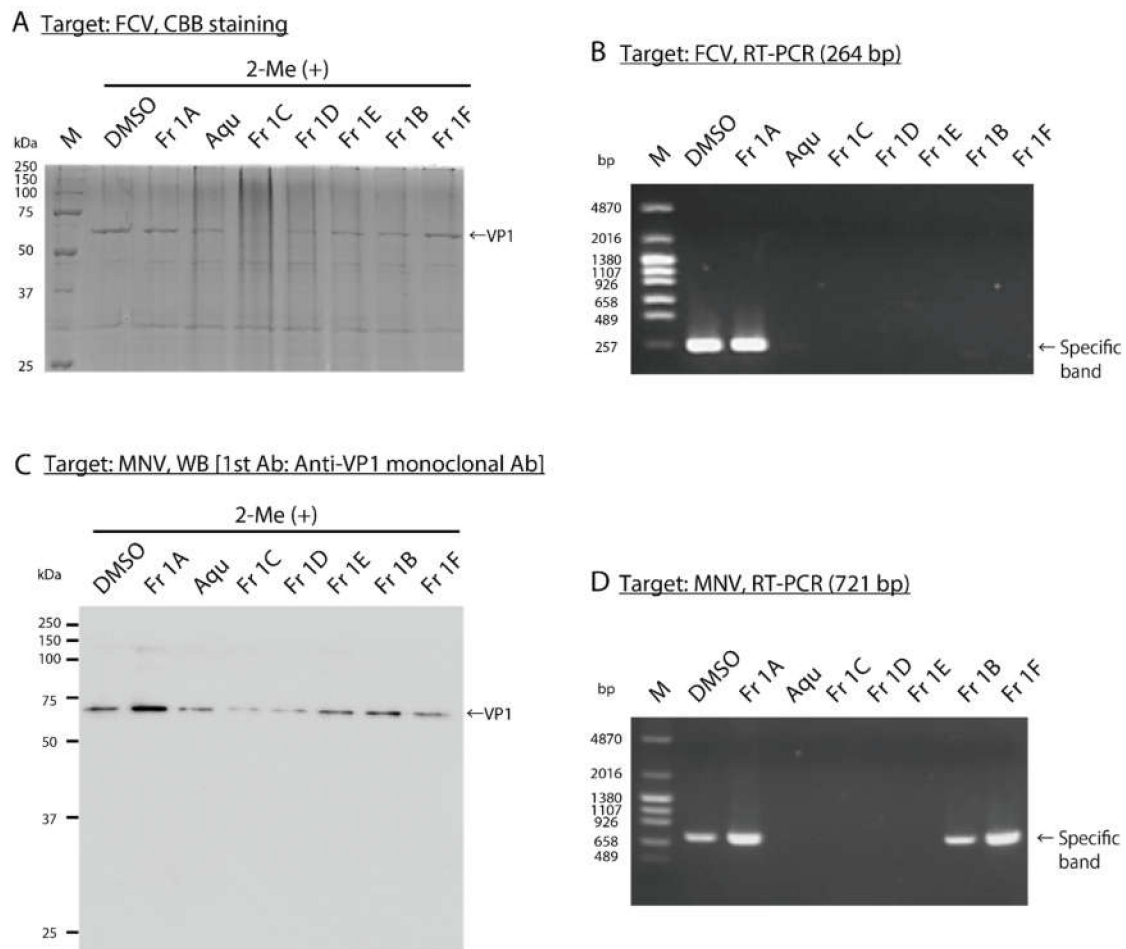 A Target: FCV, CBB staining
2-Me (+)
kDa M DMSO Fr 1A Aqu Fr 1C Fr 1D Fr 1E Fr 1B Fr 1F
250
150
100
75
50
37
25
←VP1
B Target: FCV, RT-PCR (264 bp)
bp M DMSO Fr 1A Aqu Fr 1C Fr 1D Fr 1E Fr 1B Fr 1F
4870
2016
1380
1107
926
658
489
257
← Specific
band
C Target: MNV, WB [1st Ab: Anti-VP1 monoclonal Ab]
2-Me (+)
kDa DMSO Fr 1A Aqu Fr 1C Fr 1D Fr 1E Fr 1B Fr 1F
250
150
100
75
50
37
25
←VP1
D Target: MNV, RT-PCR (721 bp)
bp M DMSO Fr 1A Aqu Fr 1C Fr 1D Fr 1E Fr 1B Fr 1F
4870
2016
1380
1107
926
658
489
← Specific
band